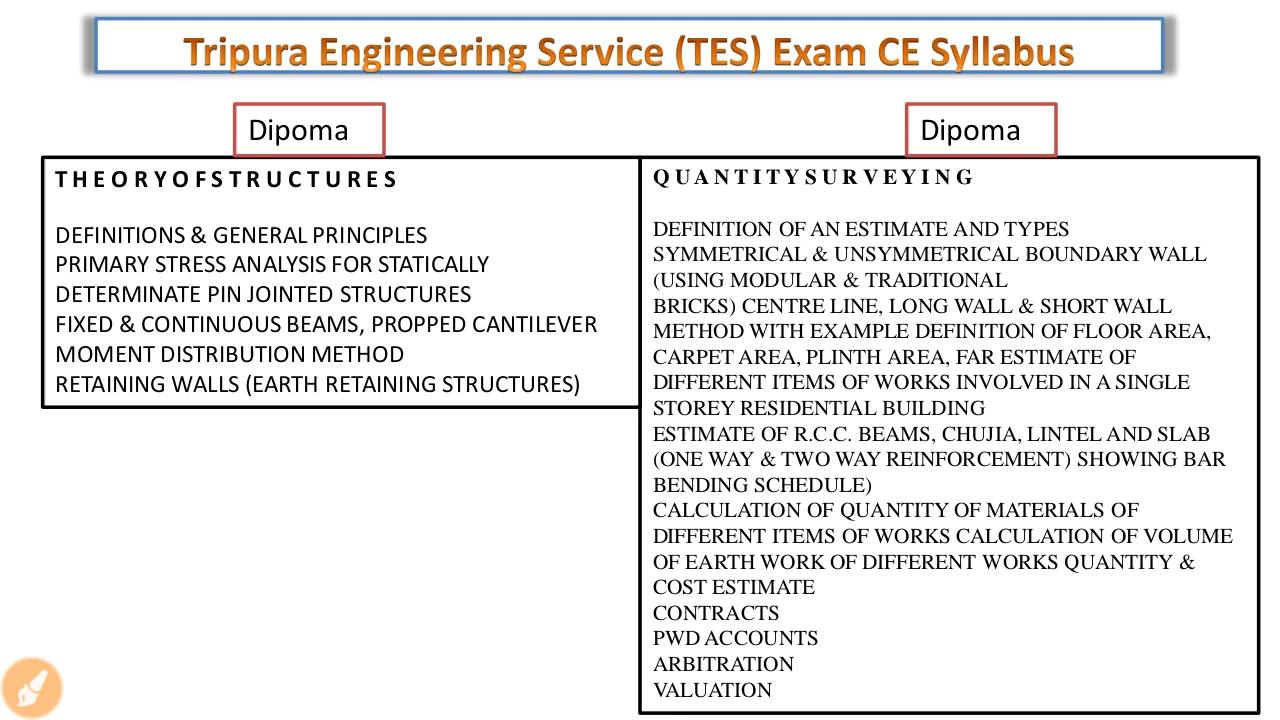 Tripura Engineering Service (TES) Exam CE Syllabus
Dipoma
THEORYOFSTRUCTURES
DEFINITIONS & GENERAL PRINCIPLES
PRIMARY STRESS ANALYSIS FOR STATICALLY
DETERMINATE PIN JOINTED STRUCTURES
FIXED & CONTINUOUS BEAMS, PROPPED CANTILEVER
MOMENT DISTRIBUTION METHOD
RETAINING WALLS (EARTH RETAINING STRUCTURES)
Dipoma
QUANTITYSURVEYING
DEFINITION OF AN ESTIMATE AND TYPES
SYMMETRICAL & UNSYMMETRICAL BOUNDARY WALL
(USING MODULAR & TRADITIONAL
BRICKS) CENTRE LINE, LONG WALL & SHORT WALL
METHOD WITH EXAMPLE DEFINITION OF FLOOR AREA,
CARPET AREA, PLINTH AREA, FAR ESTIMATE OF
DIFFERENT ITEMS OF WORKS INVOLVED IN A SINGLE
STOREY RESIDENTIAL BUILDING
ESTIMATE OF R.C.C. BEAMS, CHUJIA, LINTEL AND SLAB
(ONE WAY & TWO WAY REINFORCEMENT) SHOWING BAR
BENDING SCHEDULE)
CALCULATION OF QUANTITY OF MATERIALS OF
DIFFERENT ITEMS OF WORKS CALCULATION OF VOLUME
OF EARTH WORK OF DIFFERENT WORKS QUANTITY &
COST ESTIMATE
CONTRACTS
PWD ACCOUNTS
ARBITRATION
VALUATION